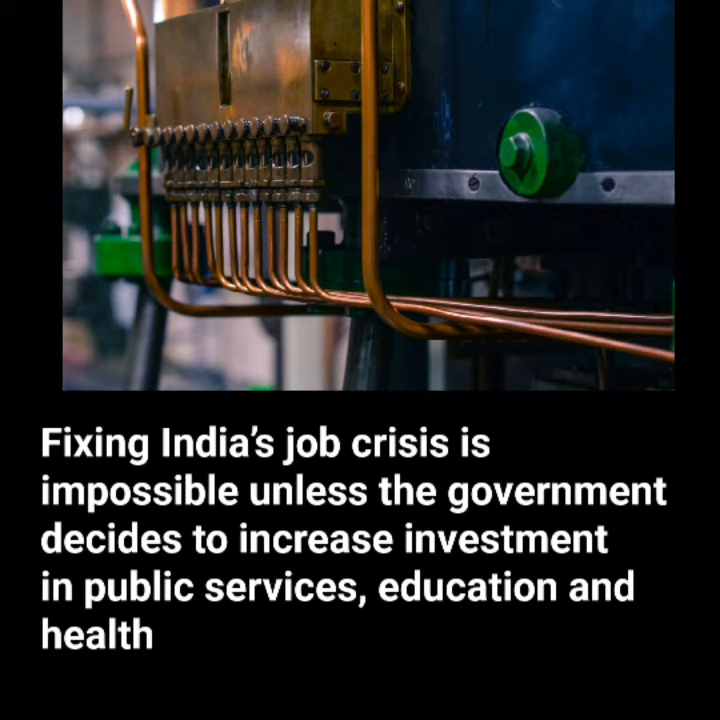 Fixing India’s job crisis is
impossible unless the government
decides to increase investment
in public services, education and
health